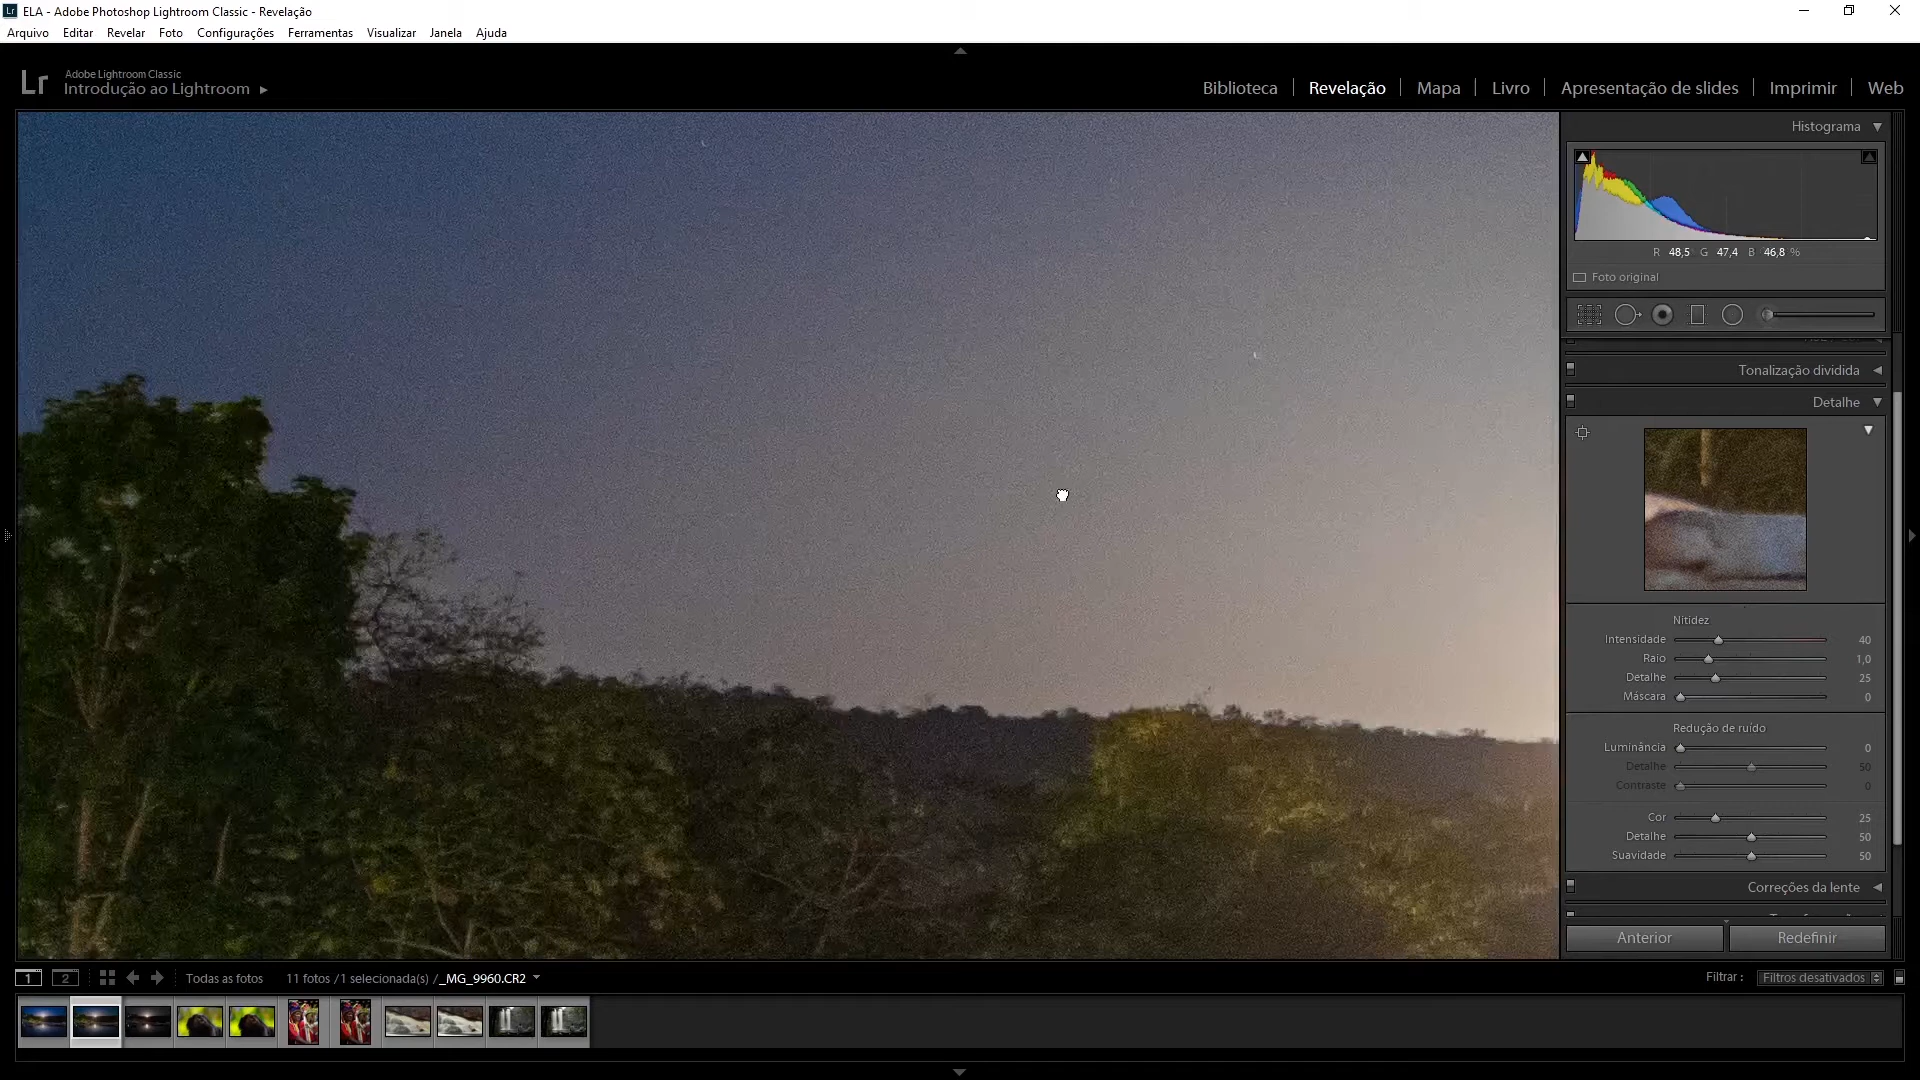 ELA - Adobe Photoshop Lightroom Classic - Revelação
Arquivo Editar Revelar Foto Configurações Ferramentas Visualizar Janela Ajuda
Lr
Adobe Lightroom Classic
Introdução ao Lightroom
Biblioteca Revelação Mapa Livro Apresentação de slides Imprimir Web
Histograma
R 48,5 G 47,4 B 46,8 %
Foto original
Tonalização dividida
Detalhe
Nitidez
Intensidade 40
Raio 1,0
Detalhe 25
Máscara 0
Redução de ruído
Luminância 0
Detalhe 50
Contraste 0
Cor 25
Detalhe 50
Suavidade 50
Correções da lente
Anterior Redefinir
1 2 Todas as fotos 11 fotos /1 selecionada(s) /_MG_9960.CR2 Filtrar : Filtros desativados